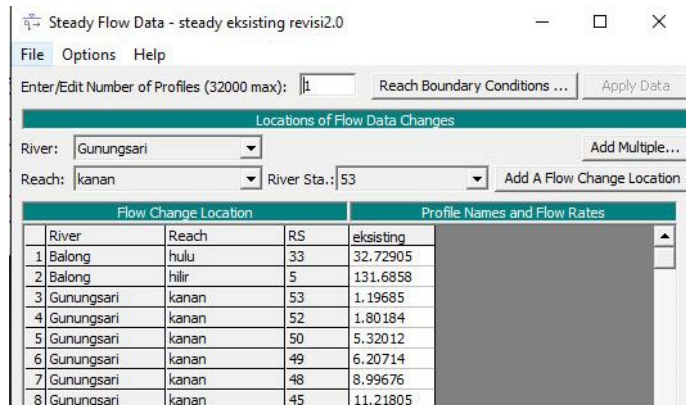 Steady Flow Data - steady eksisting revisi2.0
File Options Help
Enter/Edit Number of Profiles (32000 max): 1 Reach Boundary Conditions ... Apply Data
Locations of Flow Data Changes
River: Gunungsari Add Multiple...
Reach: kanan River Sta.: 53 Add A Flow Change Location
Flow Change Location Profile Names and Flow Rates
River Reach RS eksisting
1 Balong hulu 33 32.72905
2 Balong hilir 5 131.6858
3 Gunungsari kanan 53 1.19685
4 Gunungsari kanan 52 1.80184
5 Gunungsari kanan 50 5.32012
6 Gunungsari kanan 49 6.20714
7 Gunungsari kanan 48 8.99676
8 Gunungsari kanan 45 11.21805